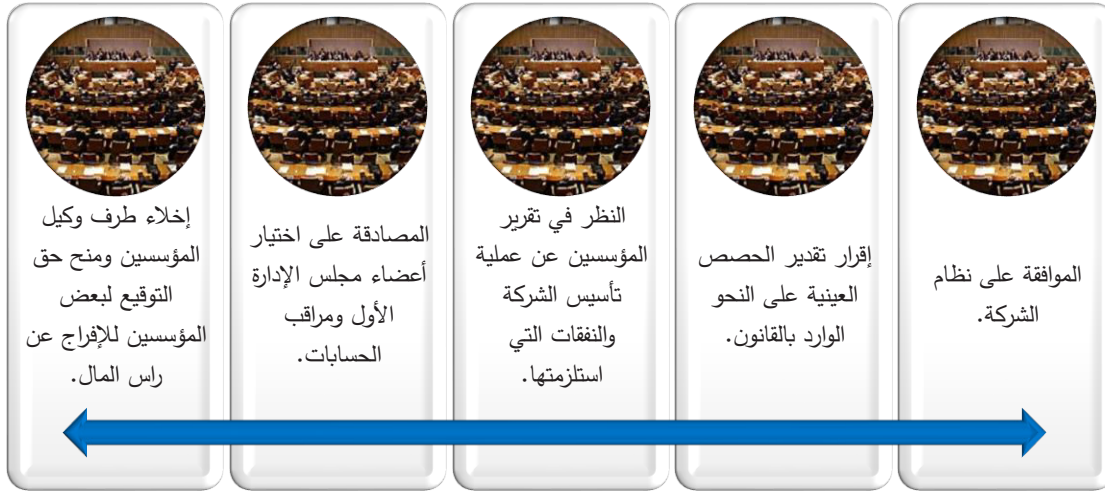 الموافقة على نظام
الشركة.
إقرار تقدير الحصص
العينية على النحو
الوارد بالقانون.
النظر في تقرير
المؤسسين عن عملية
تأسيس الشركة
والنفقات التي
استلزمتها.
المصادقة على اختيار
أعضاء مجلس الإدارة
الأول ومراقب
الحسابات.
إخلاء طرف وكيل
المؤسسين ومنح حق
التوقيع لبعض
المؤسسين للإفراج عن
راس المال.